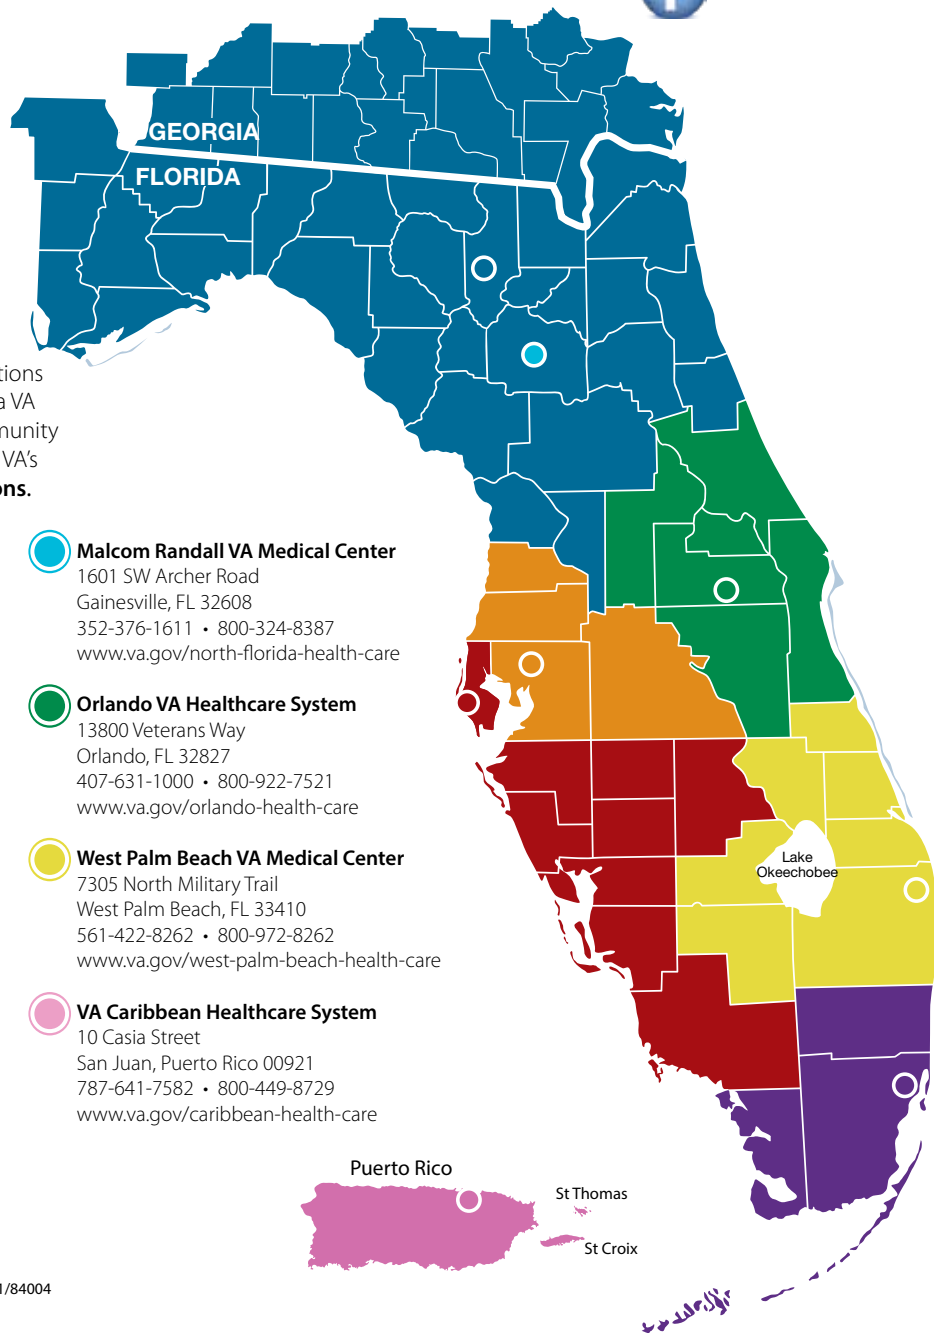 GEORGIA
FLORIDA
VA
VA's
Malcom Randall VA Medical Center
1601 SW Archer Road
Gainesville, FL 32608
352-376-1611 • 800-324-8387
www.va.gov/north-florida-health-care
Orlando VA Healthcare System
13800 Veterans Way
Orlando, FL 32827
407-631-1000 • 800-922-7521
www.va.gov/orlando-health-care
West Palm Beach VA Medical Center
7305 North Military Trail
West Palm Beach, FL 33410
561-422-8262 • 800-972-8262
www.va.gov/west-palm-beach-health-care
Lake
Okeechobee
VA Caribbean Healthcare System
10 Casia Street
San Juan, Puerto Rico 00921
787-641-7582 • 800-449-8729
www.va.gov/caribbean-health-care
Puerto Rico
St Thomas
St Croix
/84004